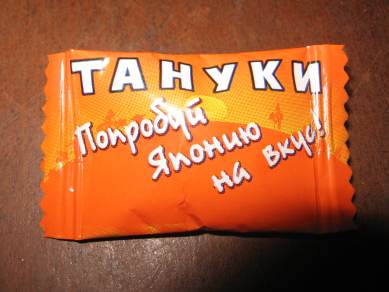 ТАНУКИ
Попробуй
Японию
на вкус!